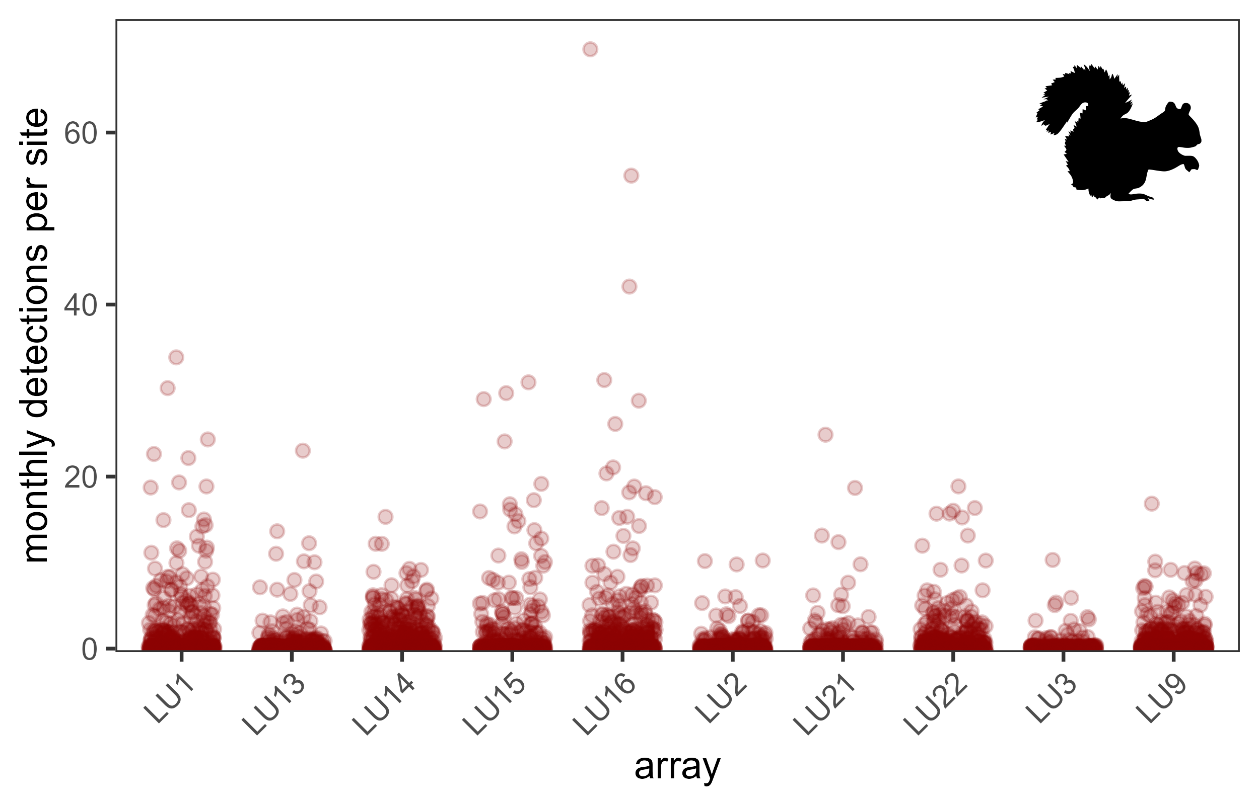 monthly detections per site
60
40
20
0
LU1
LU13
LU14
LU15
LU16
LU2
LU21
LU22
LU3
LU9
array